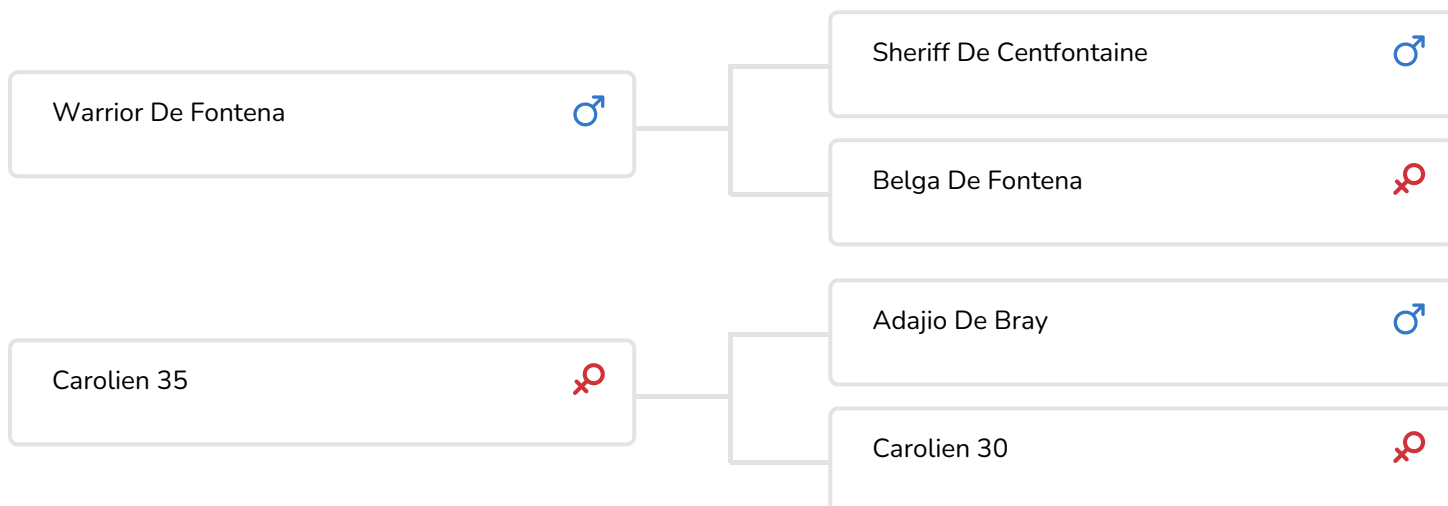 Warrior De Fontena
Sheriff De Centfontaine
Belga De Fontena
Carolien 35
Adajio De Bray
Carolien 30